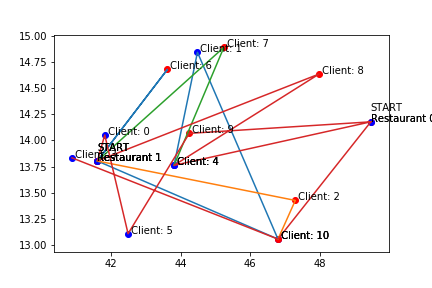 15.00
14.75
14.50
14.25
14.00
13.75
13.50
13.25
13.00
42
44
46
48
Client: 7
Client: 1
Client: 6
Client: 8
START
Restaurant 0
Client: 9
Client: 0
START
Restaurant 1
Client:
Client: 4
Client: 2
Client: 5
Client: 10